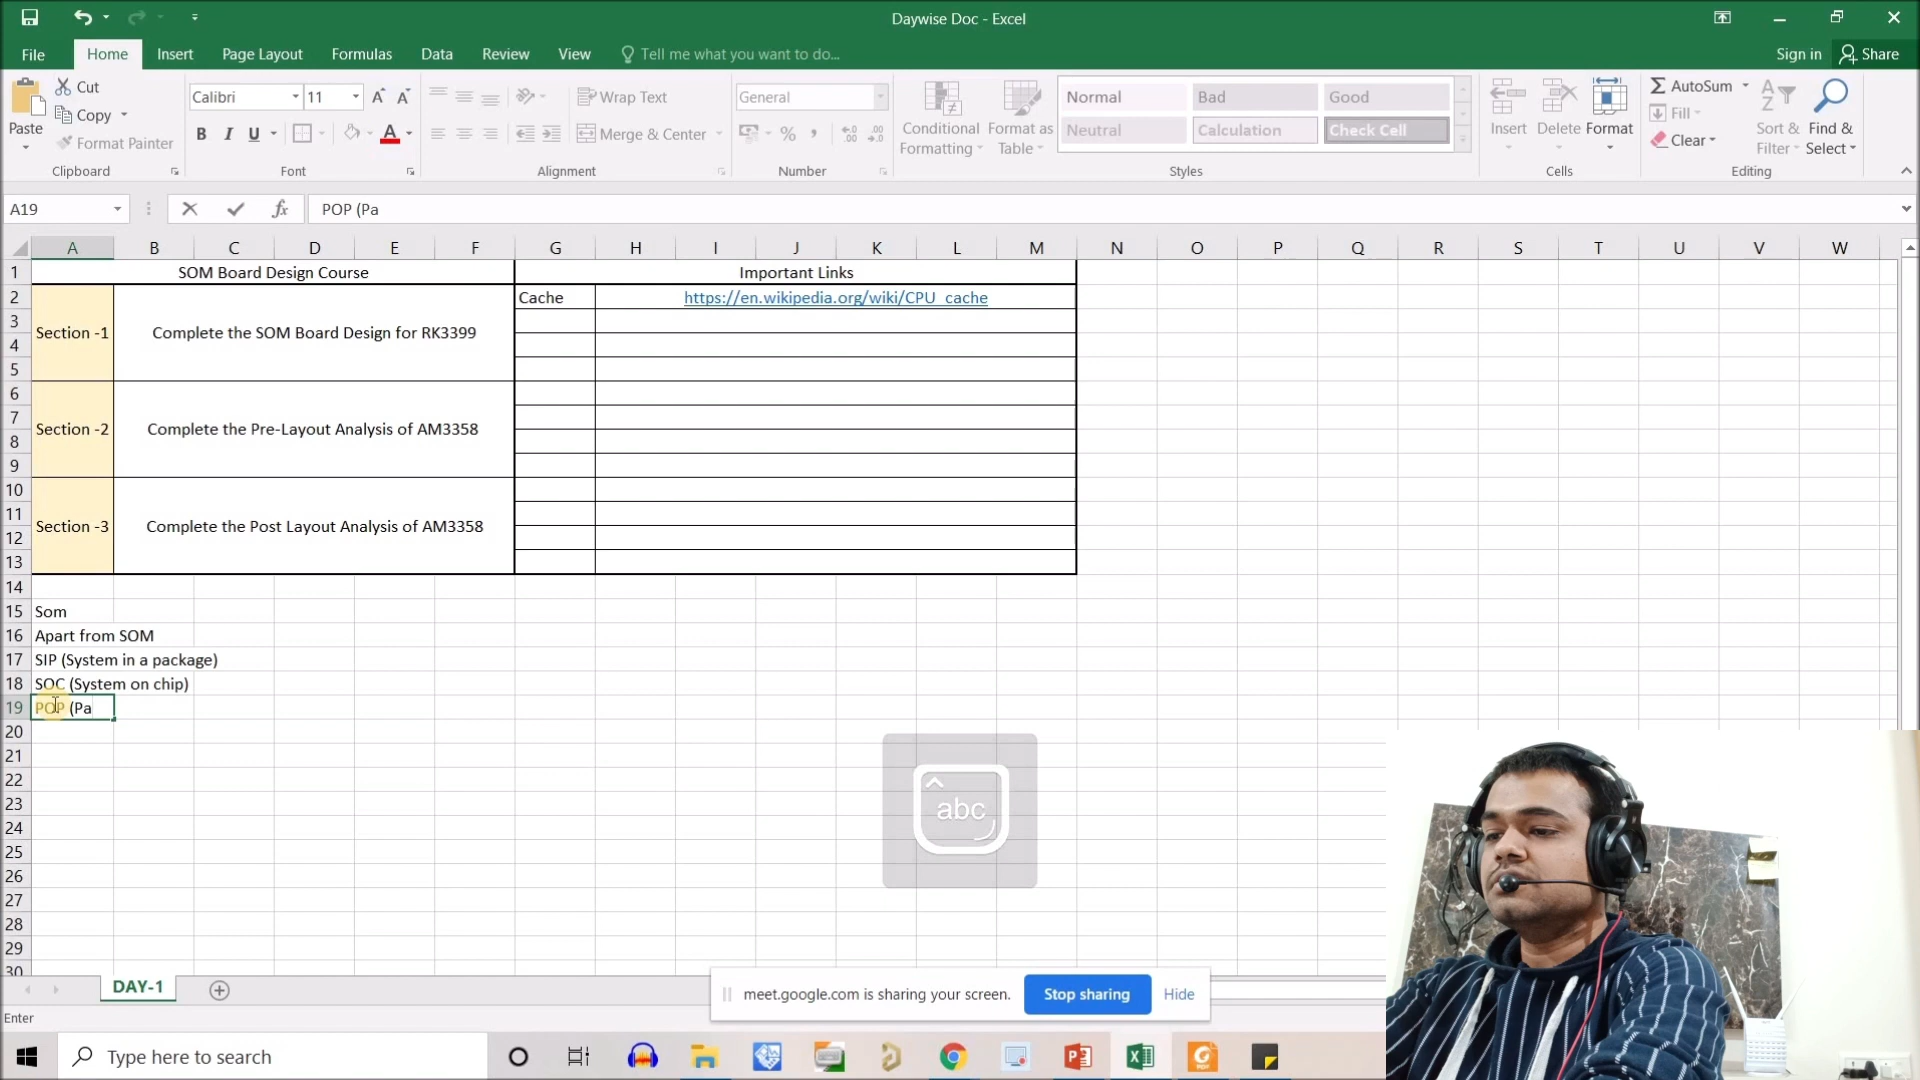 Daywise Doc - Excel
File Home Insert Page Layout Formulas Data Review View Tell me what you want to do... Sign in Share
Paste Cut Copy Format Painter Clipboard
Calibri 11 B I U A Font
Wrap Text Merge & Center Alignment
General % Number
Conditional Formatting Format as Table
Normal Bad Good
Neutral Calculation Check Cell
Styles
Insert Delete Format Cells
AutoSum Fill Clear Sort & Filter Find & Select Editing
A19 fx POP (Pa
A B C D E F G H I J K L M N O P Q R S T U V W
1 SOM Board Design Course Important Links
2 Cache https://en.wikipedia.org/wiki/CPU_cache
3 Section -1 Complete the SOM Board Design for RK3399
4
5
6
7 Section -2 Complete the Pre-Layout Analysis of AM3358
8
9
10
11 Section -3 Complete the Post Layout Analysis of AM3358
12
13
14
15 Som
16 Apart from SOM
17 SIP (System in a package)
18 SOC (System on chip)
19 POP (Pa
20
21
22
23
24
25
26
27
28
29
30
abc
DAY-1
meet.google.com is sharing your screen. Stop sharing Hide
Enter
Type here to search